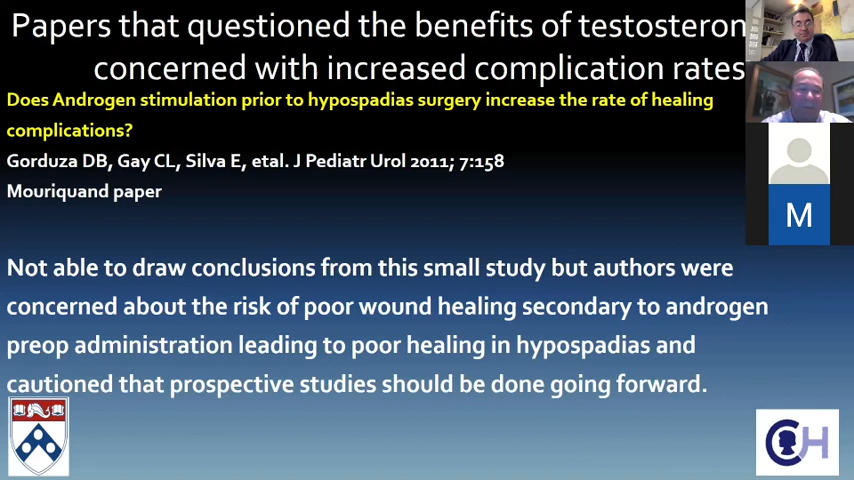 Papers that questioned the benefits of testosteron
concerned with increased complication rates
Does Androgen stimulation prior to hypospadias surgery increase the rate of healing
complications?
Gorduza DB, Gay CL, Silva E, etal. J Pediatr Urol 2011; 7:158
Mouriquand paper
Not able to draw conclusions from this small study but authors were
concerned about the risk of poor wound healing secondary to androgen
preop administration leading to poor healing in hypospadias and
cautioned that prospective studies should be done going forward.
M
CH